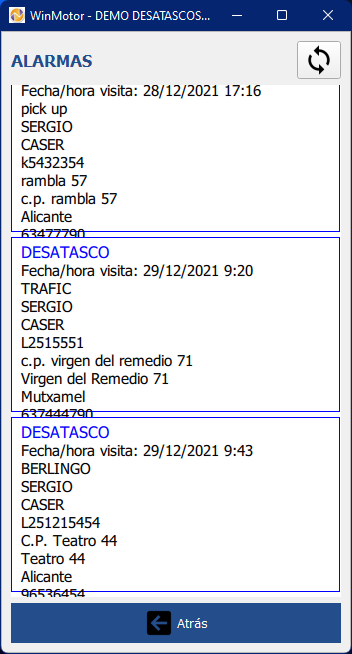 WinMotor - DEMO DESATASCOS...
ALARMAS
Fecha/hora visita: 28/12/2021 17:16
pick up
SERGIO
CASER
k5432354
rambla 57
c.p. rambla 57
Alicante
63477790
DESATASCO
Fecha/hora visita: 29/12/2021 9:20
TRAFIC
SERGIO
CASER
L2515551
c.p. virgen del remedio 71
Virgen del Remedio 71
Mutxamel
637444790
DESATASCO
Fecha/hora visita: 29/12/2021 9:43
BERLINGO
SERGIO
CASER
L251215454
C.P. Teatro 44
Teatro 44
Alicante
96536454
Atrás